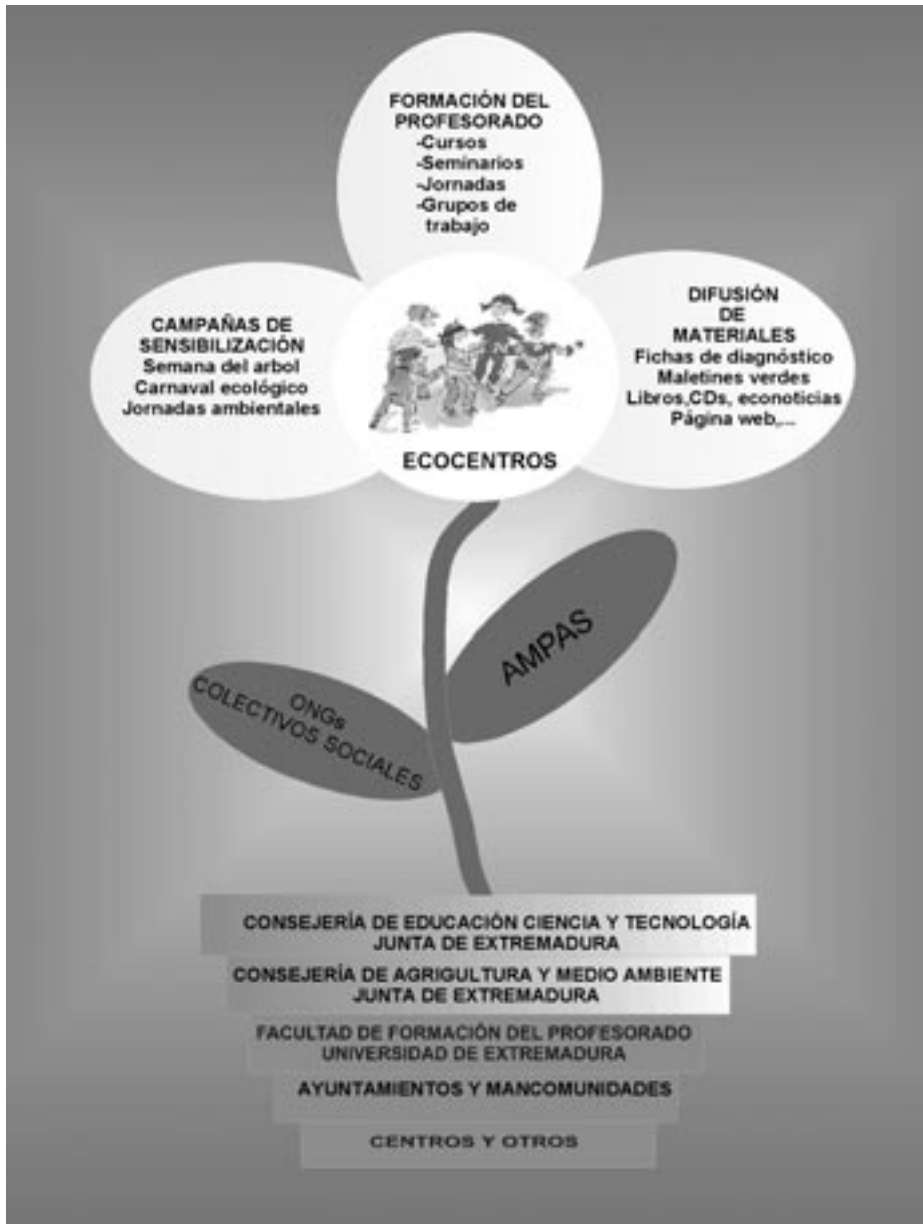 FORMACIÓN DEL
PROFESORADO
-Cursos
-Seminarios
-Jornadas
-Grupos de
trabajo
CAMPAÑAS DE
SENSIBILIZACIÓN
Semana del arbol
Carnaval ecológico
Jornadas ambientales
DIFUSIÓN
DE
MATERIALES
Fichas de diagnóstico
Maletines verdes
Libros,CDs, econoticias
Página web,...
ECOCENTROS
AMPAS
ONGs
COLECTIVOS SOCIALES
CONSEJERÍA DE EDUCACIÓN CIENCIA Y TECNOLOGÍA
JUNTA DE EXTREMADURA
CONSEJERÍA DE AGRIGULTURA Y MEDIO AMBIENTE
JUNTA DE EXTREMADURA
FACULTAD DE FORMACIÓN DEL PROFESORADO
UNIVERSIDAD DE EXTREMADURA
AYUNTAMIENTOS Y MANCOMUNIDADES
CENTROS Y OTROS